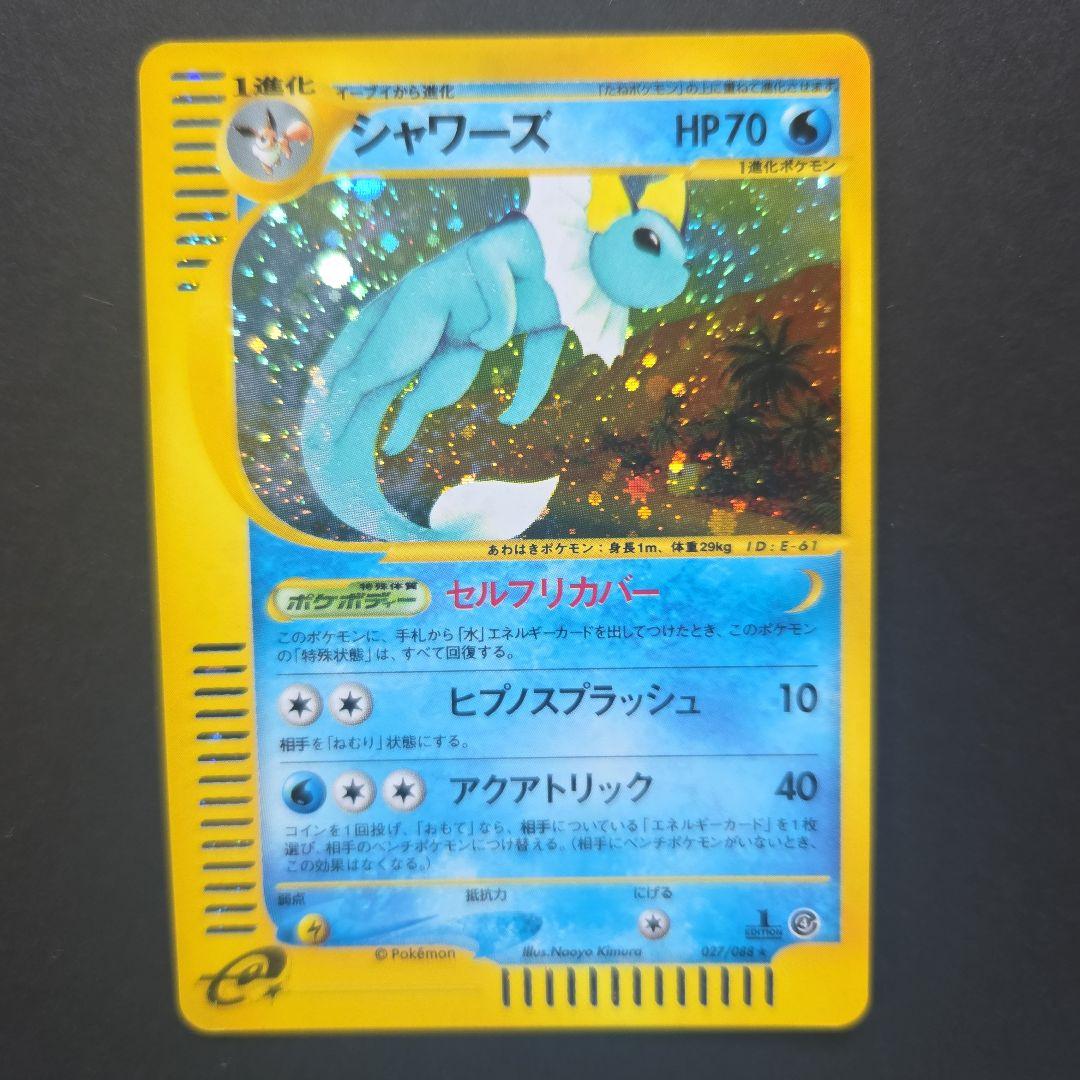 1進化
イーブイから進化
「たねポケモン」の上に重ねて進化させます
シャワーズ
HP70
1進化ポケモン
あわはきポケモン：身長1m、体重29kg ID:E-61
特殊体質
ポケボディー
セルフリカバー
このポケモンに、手札から「水」エネルギーカードを出してつけたとき、このポケモン
の「特殊状態」は、すべて回復する。
ヒプノスプラッシュ 10
相手を「ねむり」状態にする。
アクアトリック 40
コインを1回投げ、「おもて」なら、相手についている「エネルギーカード」を1枚
選び、相手のベンチポケモンにつけ替える。（相手にベンチポケモンがいないとき、
この効果はなくなる。）
弱点 抵抗力 にげる
1 EDITION
©Pokémon Illus.Naoyo Kimura 027/088 ★
e